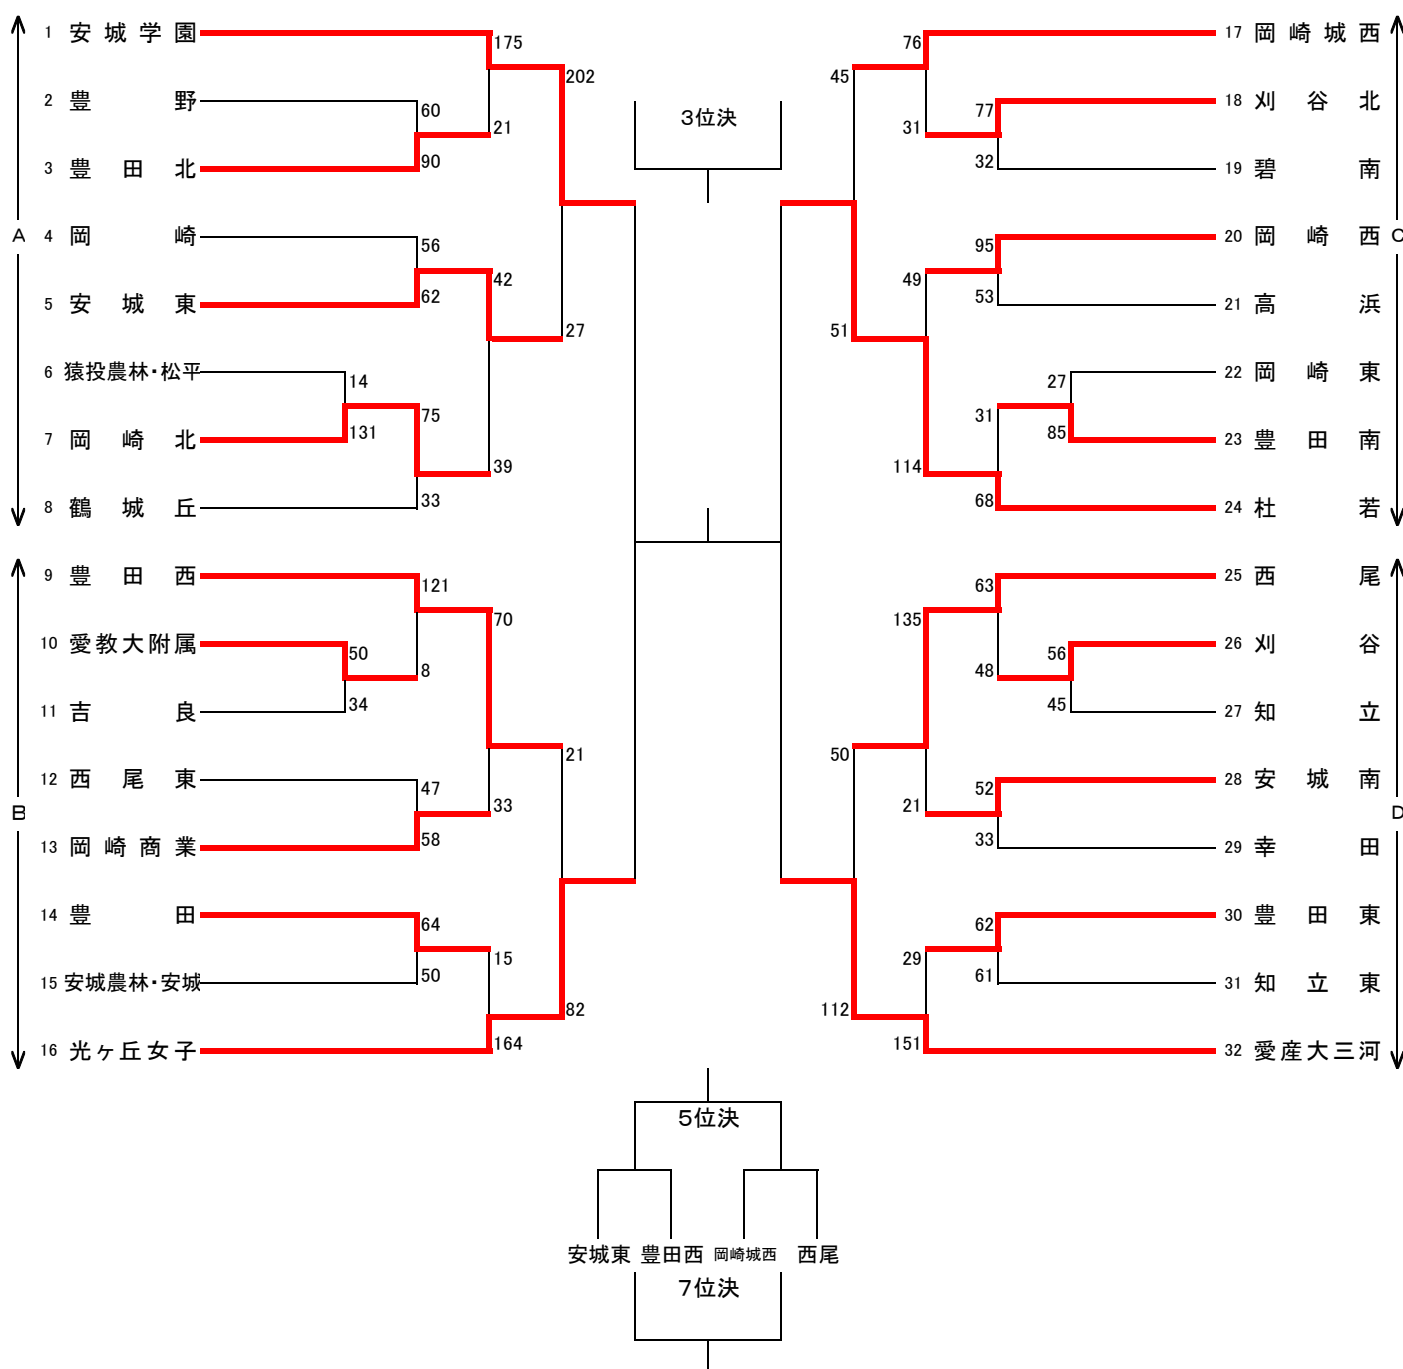 1 安城学園
2 豊野
3 豊田北
4 岡崎
5 安城東
6 猿投農林・松平
7 岡崎北
8 鶴城丘
A
175
202
60
21
90
56
42
62
27
14
75
131
39
33
9 豊田西
10 愛教大附属
11 吉良
12 西尾東
13 岡崎商業
14 豊田
15 安城農林・安城
16 光ヶ丘女子
B
121
70
50
8
34
21
47
33
58
64
15
50
82
164
3位決
17 岡崎城西
18 刈谷北
19 碧南
20 岡崎西
21 高浜
22 岡崎東
23 豊田南
24 杜若
C
76
45
77
31
32
95
49
53
51
27
31
85
114
68
25 西尾
26 刈谷
27 知立
28 安城南
29 幸田
30 豊田東
31 知立東
32 愛産大三河
D
63
135
56
48
45
50
52
21
33
62
29
61
112
151
5位決
安城東 豊田西 岡崎城西 西尾
7位決